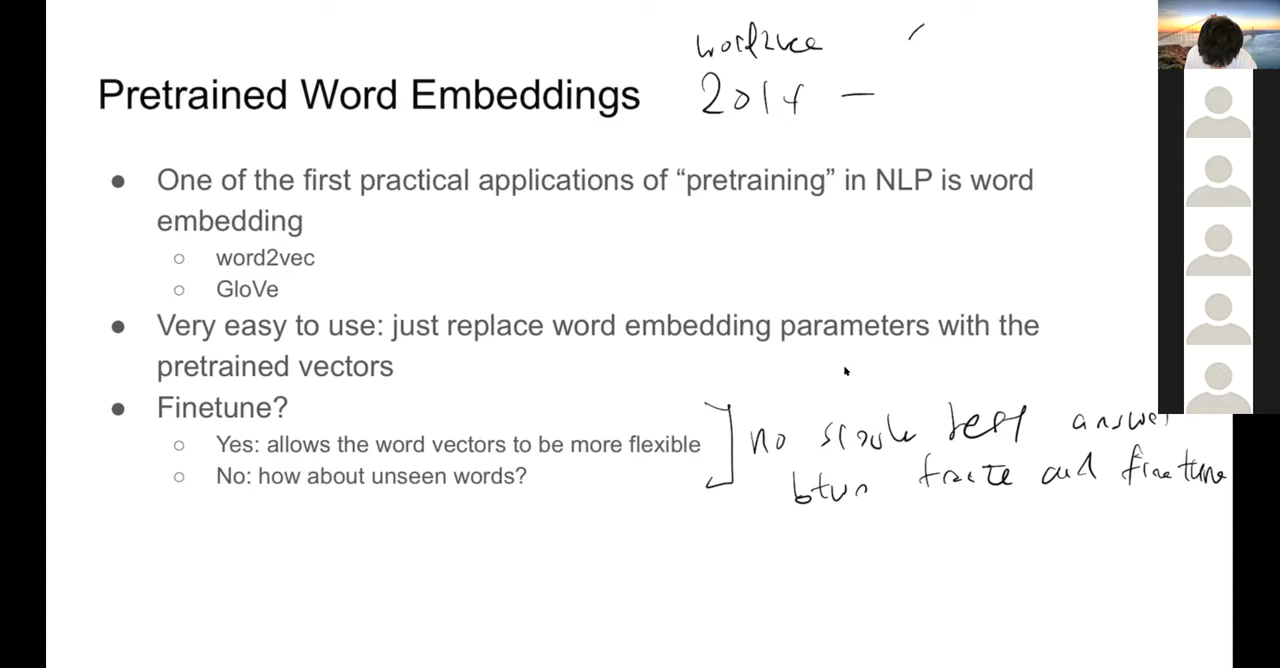 word2vec
2014 —
Pretrained Word Embeddings
● One of the first practical applications of “pretraining” in NLP is word
embedding
○ word2vec
○ GloVe
● Very easy to use: just replace word embedding parameters with the
pretrained vectors
● Finetune?
○ Yes: allows the word vectors to be more flexible
○ No: how about unseen words?
no single best answer
btwn freeze and finetune